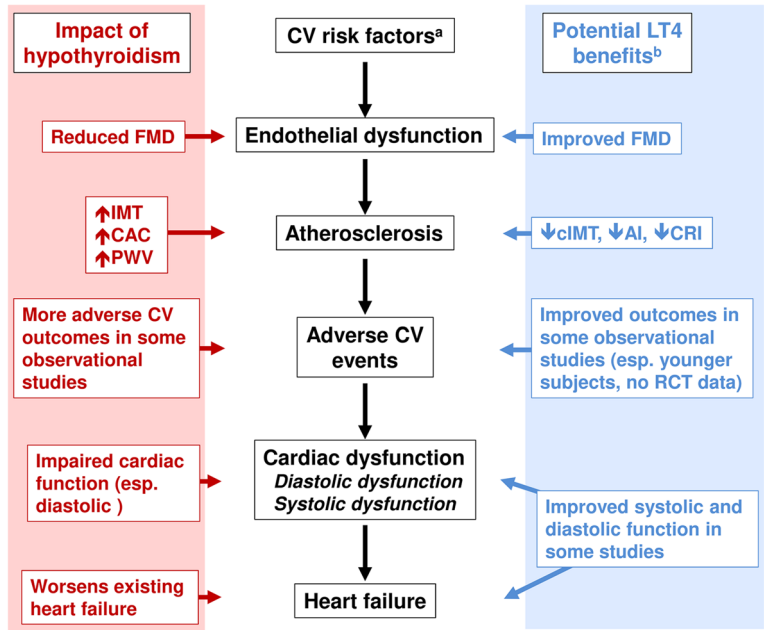 Impact of
hypothyroidism
CV risk factorsᵃ
Potential LT4
benefitsᵇ
Reduced FMD
Endothelial dysfunction
Improved FMD
↑IMT
↑CAC
↑PWV
Atherosclerosis
↓cIMT, ↓AI, ↓CRI
More adverse CV
outcomes in some
observational
studies
Adverse CV
events
Improved outcomes in
some observational
studies (esp. younger
subjects, no RCT data)
Impaired cardiac
function (esp.
diastolic )
Cardiac dysfunction
Diastolic dysfunction
Systolic dysfunction
Improved systolic and
diastolic function in
some studies
Worsens existing
heart failure
Heart failure